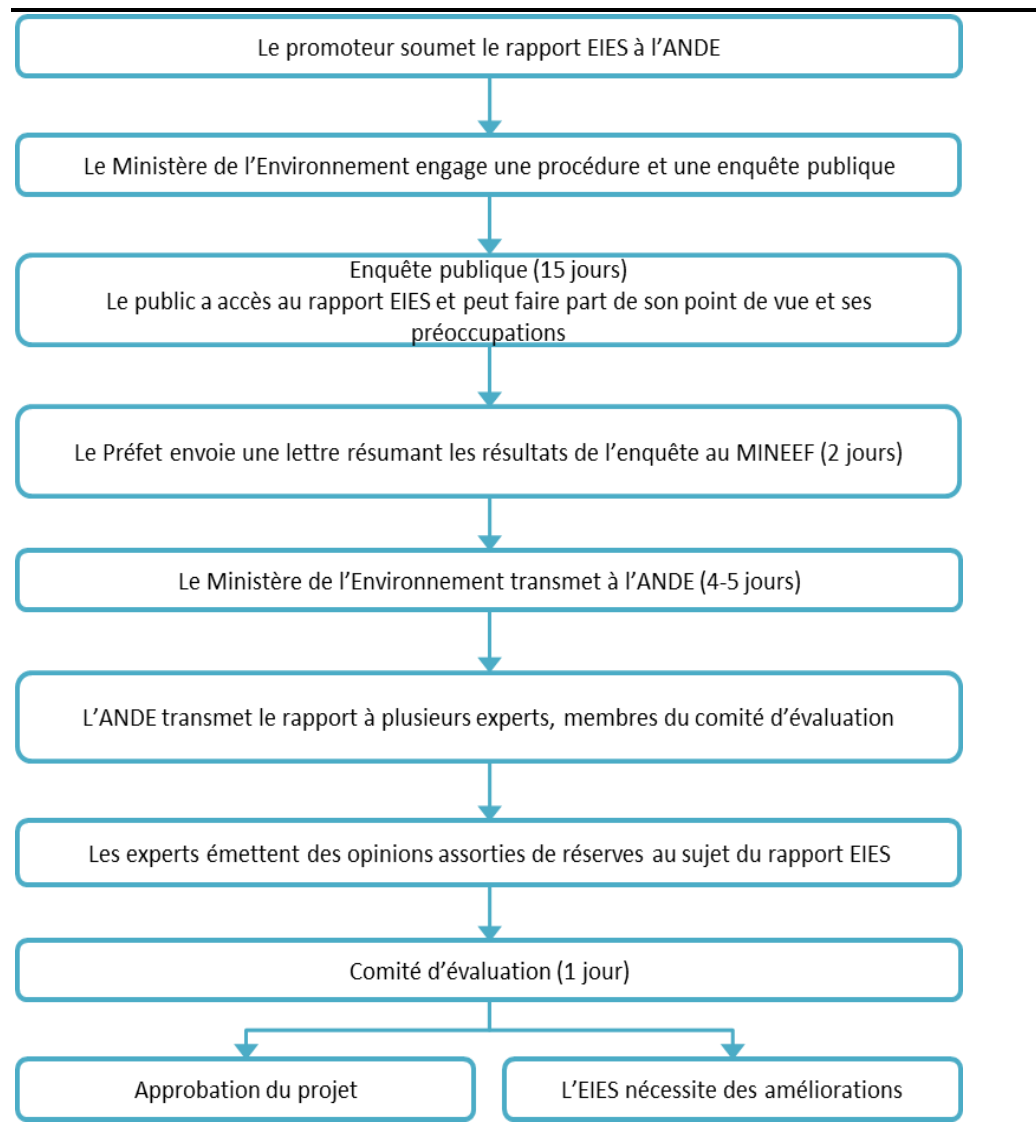 Le promoteur soumet le rapport EIES à l’ANDE
Le Ministère de l’Environnement engage une procédure et une enquête publique
Enquête publique (15 jours)
Le public a accès au rapport EIES et peut faire part de son point de vue et ses
préoccupations
Le Préfet envoie une lettre résumant les résultats de l’enquête au MINEEF (2 jours)
Le Ministère de l’Environnement transmet à l’ANDE (4-5 jours)
L’ANDE transmet le rapport à plusieurs experts, membres du comité d’évaluation
Les experts émettent des opinions assorties de réserves au sujet du rapport EIES
Comité d’évaluation (1 jour)
Approbation du projet
L’EIES nécessite des améliorations